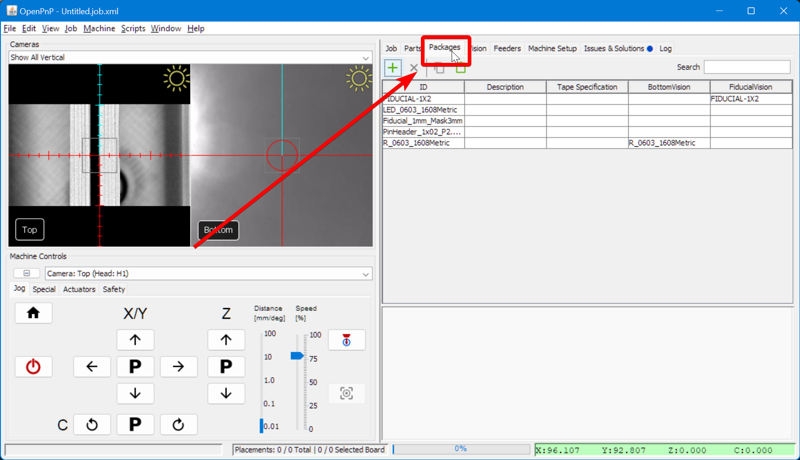 OpenPnP - Untitled.job.xml
File Edit View Job Machine Scripts Window Help
Cameras
Show All Vertical
Top
Bottom
Machine Controls
Camera: Top (Head: H1)
Jog Special Actuators Safety
X/Y Z Distance [mm/deg] Speed [%]
100 100
10 75
1.0 50
0.1 25
0.01 0
P P
C P
Job Parts Packages Feeders Machine Setup Issues & Solutions Log
Search
ID Description Tape Specification BottomVision FiducialVision
FIDUCIAL-1X2 FIDUCIAL-1X2
LED_0603_1608Metric
Fiducial_1mm_Mask3mm
PinHeader_1x02_P2....
R_0603_1608Metric R_0603_1608Metric
Placements: 0 / 0 Total | 0 / 0 Selected Board 0% X:96.107 Y:92.807 Z:0.000 C:0.000